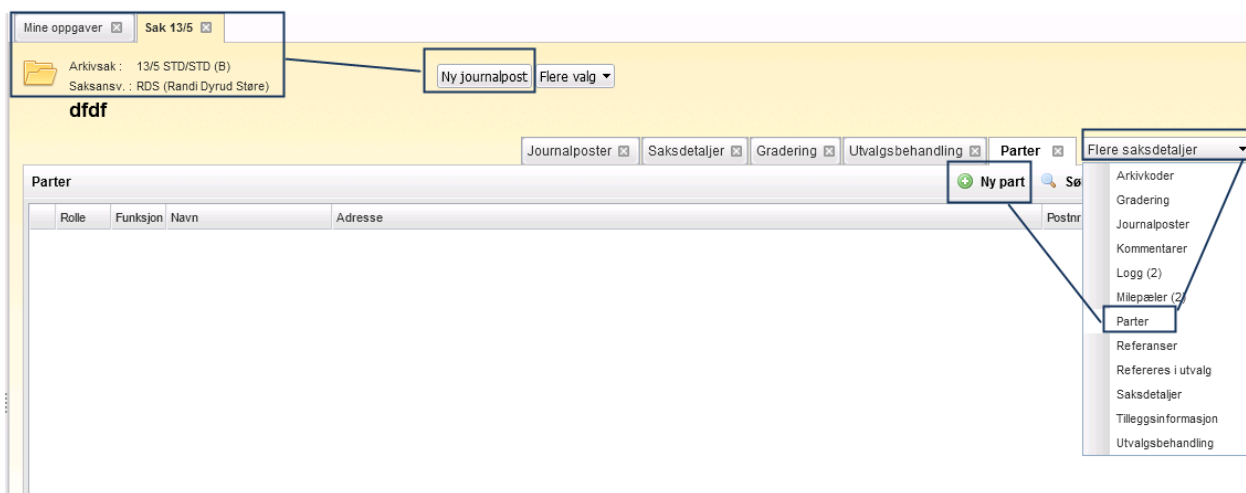 Mine oppgaver Sak 13/5
Arkivsak : 13/5 STD/STD (B)
Saksansv. : RDS (Randi Dyrud Støre)
dfdf
Ny journalpost Flere valg
Journalposter Saksdetaljer Gradering Utvalgsbehandling Parter Flere saksdetaljer
Parter Ny part Sø
Rolle Funksjon Navn Adresse Postnr
Arkivkoder
Gradering
Journalposter
Kommentarer
Logg (2)
Milepæler (2)
Parter
Referanser
Refereres i utvalg
Saksdetaljer
Tilleggsinformasjon
Utvalgsbehandling